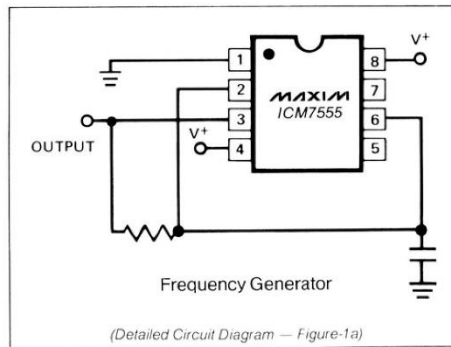 V+
1
8
2
7
MAXIM
ICM7555
3
6
OUTPUT
V+
4
5
Frequency Generator
(Detailed Circuit Diagram — Figure-1a)